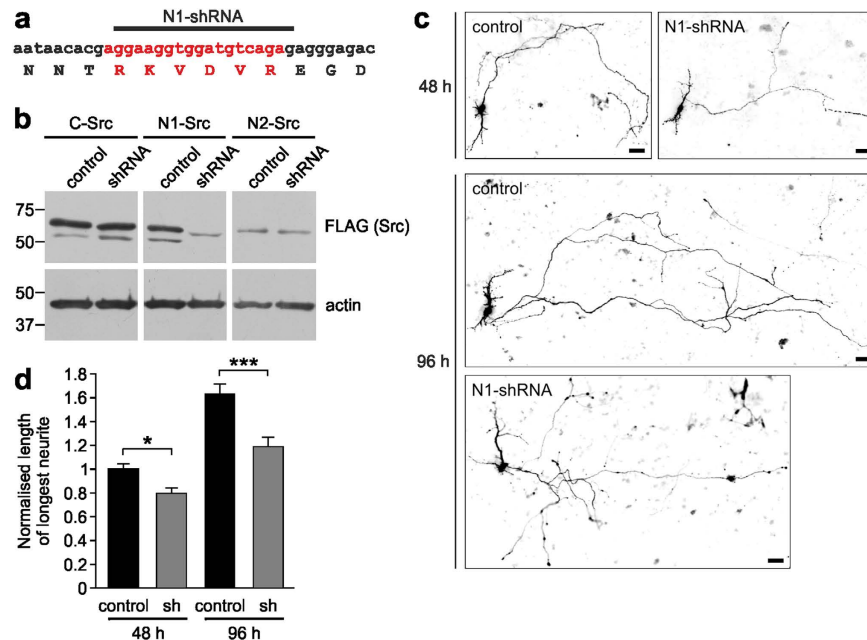 a
N1-shRNA
aataacacgaggaaggtggatgtcagagagggagac
N N T R K V D V R E G D
b
C-Src N1-Src N2-Src
control shRNA control shRNA control shRNA
75
50
FLAG (Src)
50
37
actin
c
48 h
control
N1-shRNA
96 h
control
N1-shRNA
d
Normalised length
of longest neurite
1.8
1.6
1.4
1.2
1
0.8
0.6
0.4
0.2
0
*
***
control sh control sh
48 h 96 h